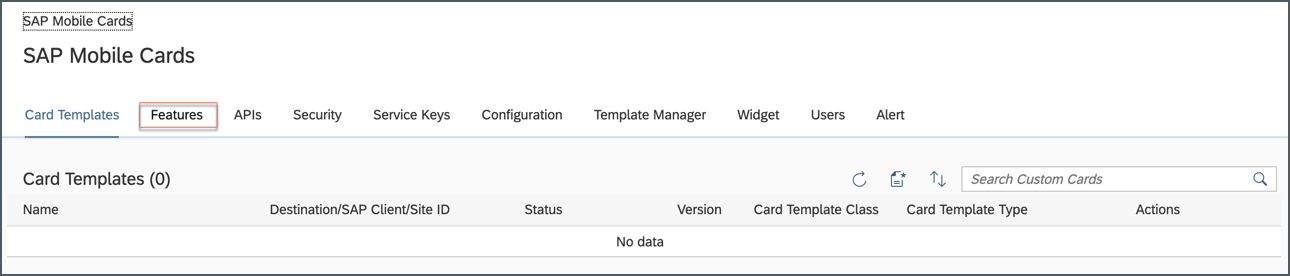 SAP Mobile Cards
SAP Mobile Cards
Card Templates Features APIs Security Service Keys Configuration Template Manager Widget Users Alert
Card Templates (0) Search Custom Cards
Name Destination/SAP Client/Site ID Status Version Card Template Class Card Template Type Actions
No data